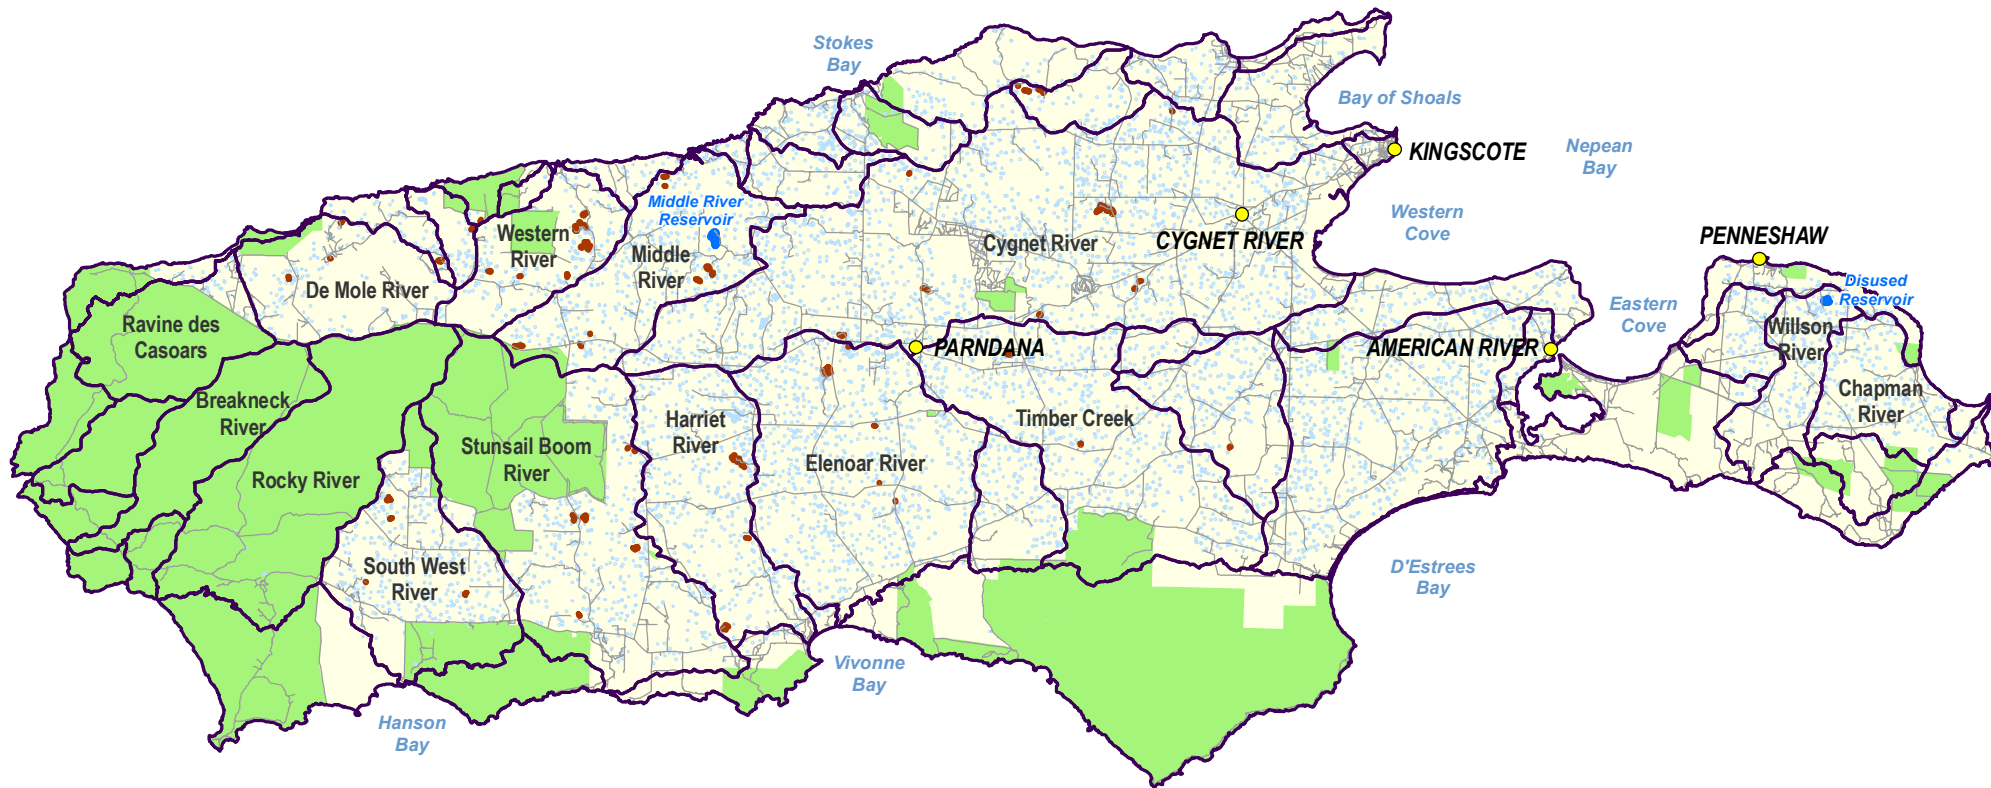 Stokes
Bay
Bay of Shoals
KINGSCOTE
Nepean
Bay
Middle River
Reservoir
Western
Cove
Western
River
Middle
River
Cygnet River
CYGNET RIVER
PENNESHAW
De Mole River
Disused
Reservoir
Eastern
Cove
Ravine des
Casoars
Willson
River
PARNDANA
AMERICAN RIVER
Breakneck
River
Chapman
River
Harriet
River
Timber Creek
Stunsail Boom
River
Elenoar River
Rocky River
South West
River
D'Estrees
Bay
Vivonne
Bay
Hanson
Bay